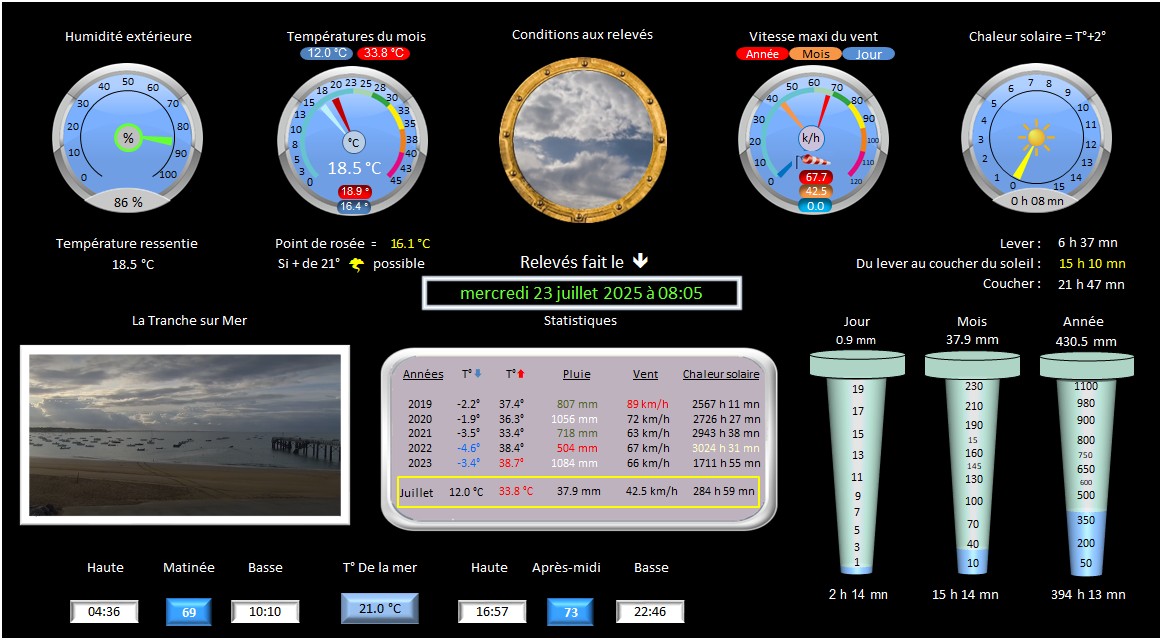 Humidité extérieure
Températures du mois
12.0 °C 33.8 °C
Conditions aux relevés
Vitesse maxi du vent
Année Mois Jour
Chaleur solaire = T°+2°
0 10 20 30 40 50 60 70 80 90 100
%
86 %
0 3 5 8 10 13 15 18 20 23 25 28 30 33 35 38 40 43 45
°C
18.5 °C
18.9 °
16.4 °
0 10 20 30 40 50 60 70 80 90 100 110 120
k/h
67.7
42.5
0.0
0 1 2 3 4 5 6 7 8 9 10 11 12 13 14 15
0 h 08 mn
Température ressentie
18.5 °C
Point de rosée = 16.1 °C
Si + de 21° possible
Relevés fait le
mercredi 23 juillet 2025 à 08:05
Lever : 6 h 37 mn
Du lever au coucher du soleil : 15 h 10 mn
Coucher : 21 h 47 mn
La Tranche sur Mer
Statistiques
Années T° T° Pluie Vent Chaleur solaire
2019 -2.2° 37.4° 807 mm 89 km/h 2567 h 11 mn
2020 -1.9° 36.3° 1056 mm 72 km/h 2726 h 27 mn
2021 -3.5° 33.4° 718 mm 63 km/h 2943 h 38 mn
2022 -4.6° 38.4° 504 mm 67 km/h 3024 h 31 mn
2023 -3.4° 38.7° 1084 mm 66 km/h 1711 h 55 mn
Juillet 12.0 °C 33.8 °C 37.9 mm 42.5 km/h 284 h 59 mn
Jour
0.9 mm
19
17
15
13
11
9
7
5
3
1
2 h 14 mn
Mois
37.9 mm
230
210
190
15
160
145
130
100
70
40
10
15 h 14 mn
Année
430.5 mm
1100
980
900
800
750
650
600
500
350
200
50
394 h 13 mn
Haute Matinée Basse T° De la mer Haute Après-midi Basse
04:36 69 10:10 21.0 °C 16:57 73 22:46